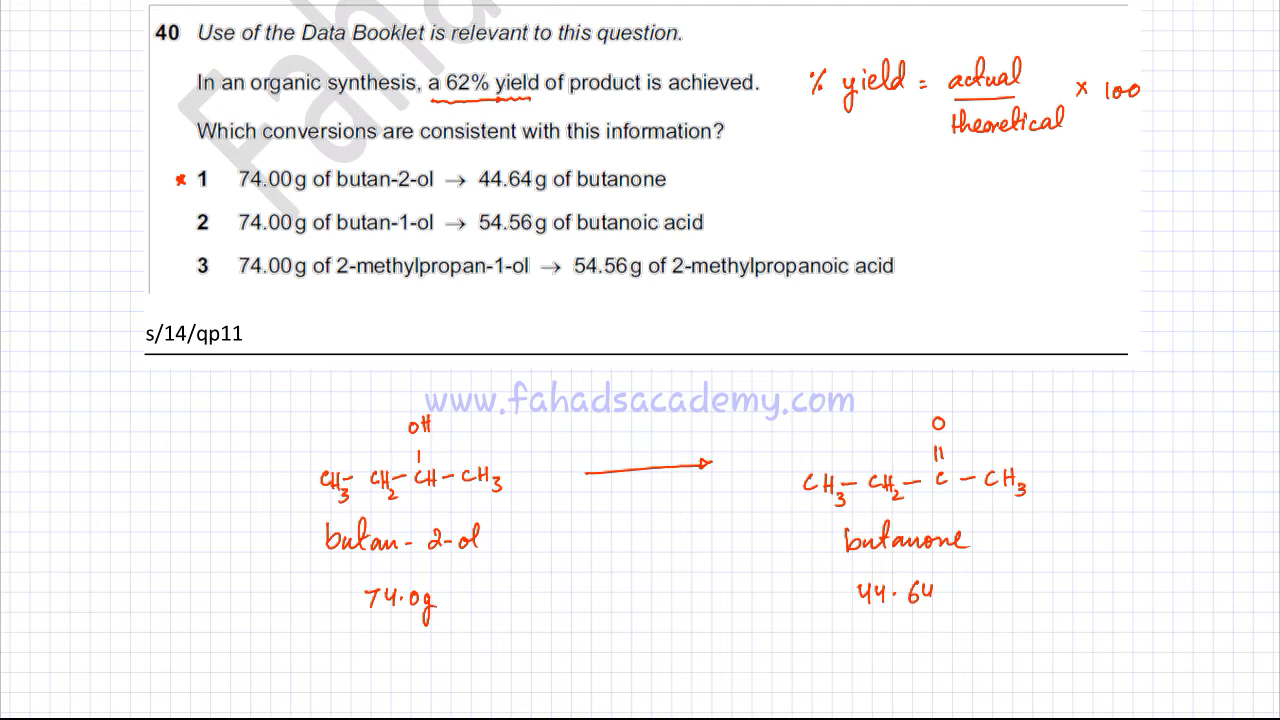 40 Use of the Data Booklet is relevant to this question.
In an organic synthesis, a 62% yield of product is achieved.
% yield = actual / theoretical × 100
Which conversions are consistent with this information?
* 1 74.00 g of butan-2-ol → 44.64 g of butanone
2 74.00 g of butan-1-ol → 54.56 g of butanoic acid
3 74.00 g of 2-methylpropan-1-ol → 54.56 g of 2-methylpropanoic acid
Faha
s/14/qp11
www.fahadsacademy.com
OH
O
CH3 - CH2 - CH - CH3
CH3 - CH2 - C - CH3
butan - 2-ol
butanone
74.0g
44.64